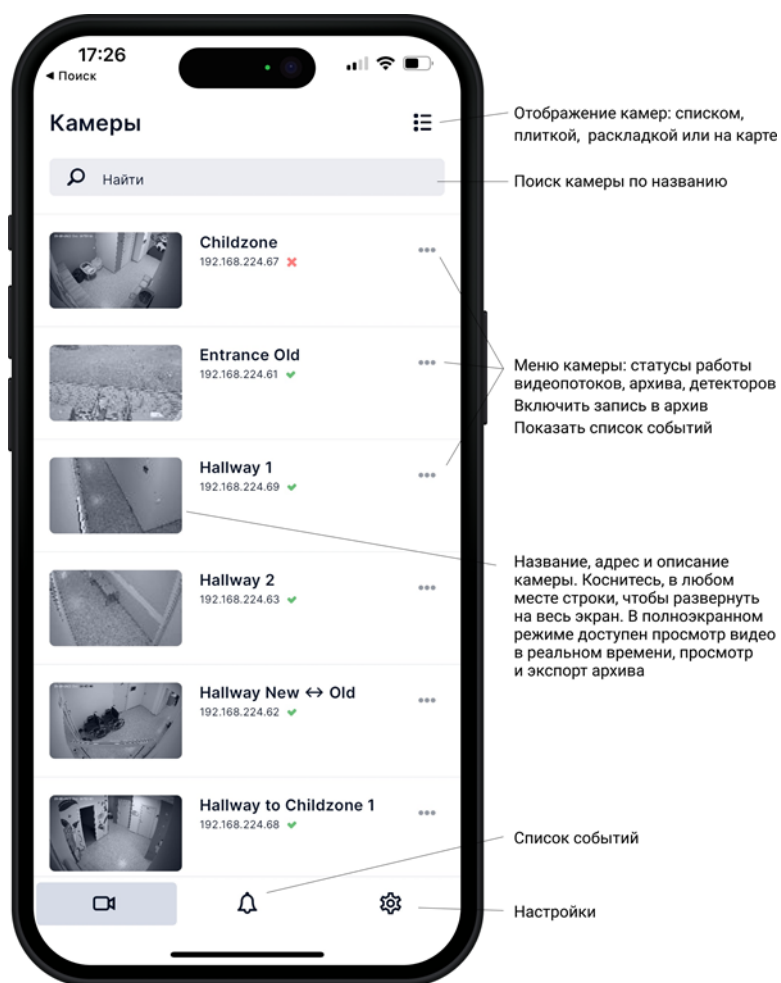 17:26
◀ Поиск
Камеры
Найти
Childzone
192.168.224.67
Entrance Old
192.168.224.61
Hallway 1
192.168.224.69
Hallway 2
192.168.224.63
Hallway New ↔ Old
192.168.224.62
Hallway to Childzone 1
192.168.224.68
Отображение камер: списком,
плиткой, раскладкой или на карте
Поиск камеры по названию
Меню камеры: статусы работы
видеопотоков, архива, детекторов
Включить запись в архив
Показать список событий
Название, адрес и описание
камеры. Коснитесь, в любом
месте строки, чтобы развернуть
на весь экран. В полноэкранном
режиме доступен просмотр видео
в реальном времени, просмотр
и экспорт архива
Список событий
Настройки